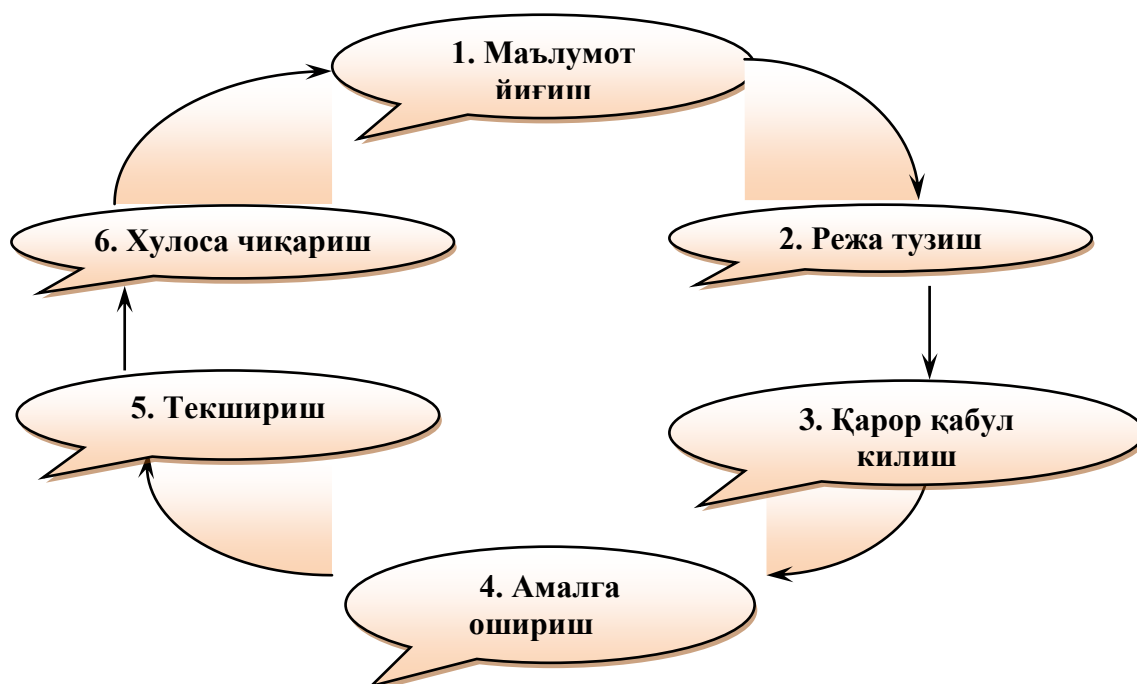 1. Маълумот
йиғиш
2. Режа тузиш
3. Қарор қабул
килиш
4. Амалга
ошириш
5. Текшириш
6. Хулоса чиқариш